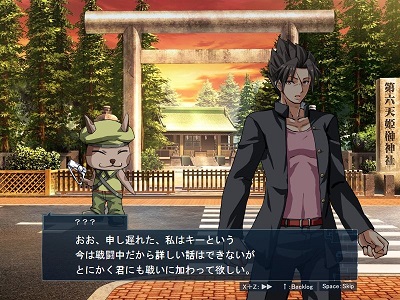 第六天姫榊神社
？？？
おお、申し遅れた、私はキーという
今は戦闘中だから詳しい話はできないが
とにかく君にも戦いに加わって欲しい。
X+Z: ▶▶ ↑:Backlog Space:Skip